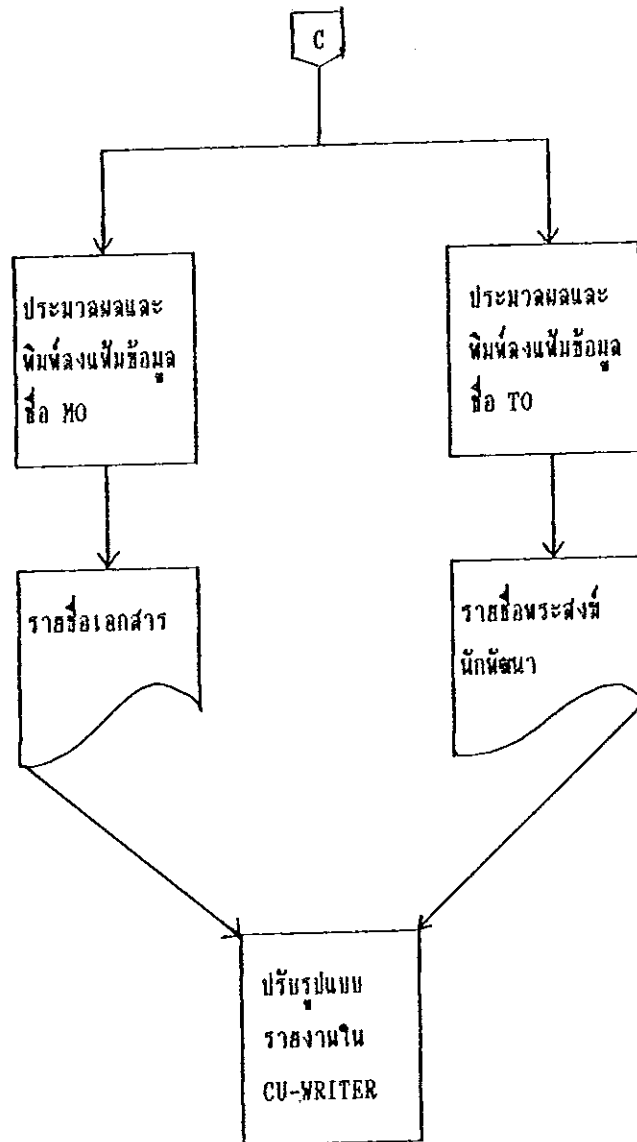 C
ประมวลผลและ
พิมพ์ลงแฟ้มข้อมูล
ชื่อ MO
ประมวลผลและ
พิมพ์ลงแฟ้มข้อมูล
ชื่อ TO
รายชื่อเอกสาร
รายชื่อพระสงฆ์
นักพัฒนา
ปรับรูปแบบ
รายงานใน
CU-WRITER